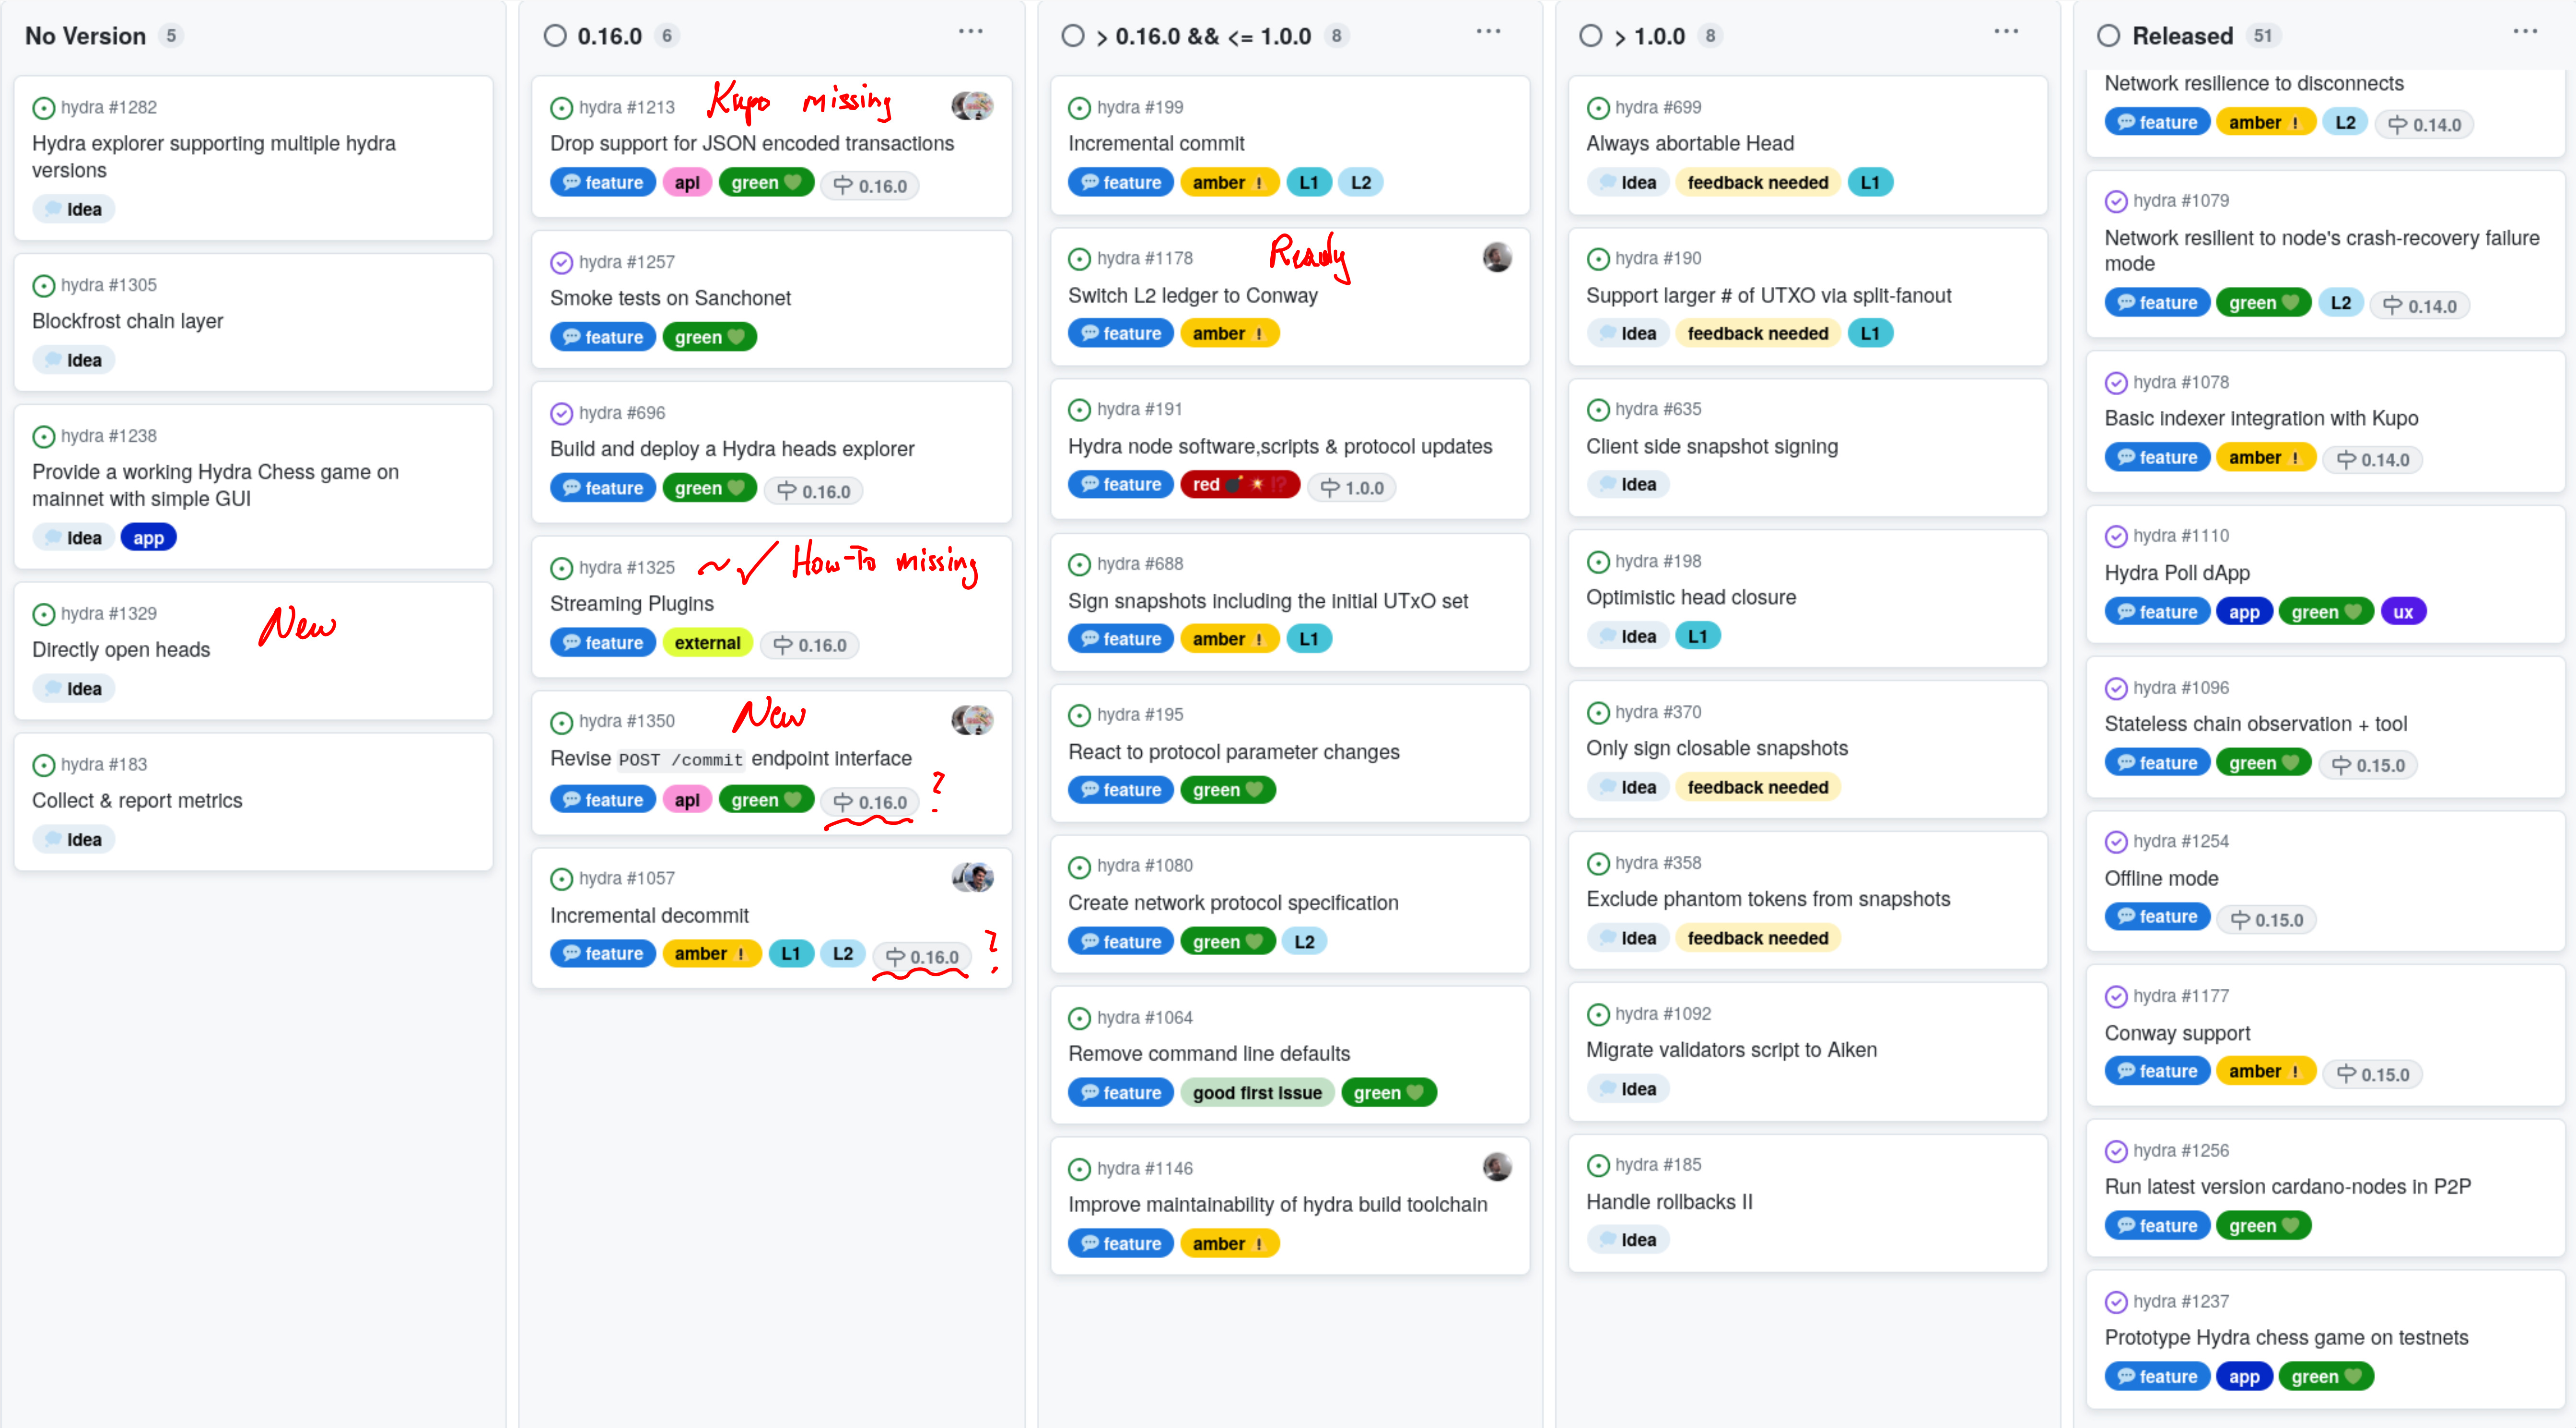 No Version 5
hydra #1282
Hydra explorer supporting multiple hydra
versions
Idea
hydra #1305
Blockfrost chain layer
Idea
hydra #1238
Provide a working Hydra Chess game on
mainnet with simple GUI
Idea app
hydra #1329
New
Directly open heads
Idea
hydra #183
Collect & report metrics
Idea
0.16.0 6 ...
hydra #1213 Kupo missing
Drop support for JSON encoded transactions
feature api green 0.16.0
hydra #1257
Smoke tests on Sanchonet
feature green
hydra #696
Build and deploy a Hydra heads explorer
feature green 0.16.0
hydra #1325 ~✓ How-To missing
Streaming Plugins
feature external 0.16.0
hydra #1350 New
Revise POST /commit endpoint interface
feature api green 0.16.0 ?
hydra #1057
Incremental decommit
feature amber L1 L2 0.16.0 ?
> 0.16.0 && <= 1.0.0 8 ...
hydra #199
Incremental commit
feature amber L1 L2
hydra #1178 Ready
Switch L2 ledger to Conway
feature amber
hydra #191
Hydra node software,scripts & protocol updates
feature red 1.0.0
hydra #688
Sign snapshots including the initial UTxO set
feature amber L1
hydra #195
React to protocol parameter changes
feature green
hydra #1080
Create network protocol specification
feature green L2
hydra #1064
Remove command line defaults
feature good first issue green
hydra #1146
Improve maintainability of hydra build toolchain
feature amber
> 1.0.0 8 ...
hydra #699
Always abortable Head
Idea feedback needed L1
hydra #190
Support larger # of UTXO via split-fanout
Idea feedback needed L1
hydra #635
Client side snapshot signing
Idea
hydra #198
Optimistic head closure
Idea L1
hydra #370
Only sign closable snapshots
Idea feedback needed
hydra #358
Exclude phantom tokens from snapshots
Idea feedback needed
hydra #1092
Migrate validators script to Aiken
Idea
hydra #185
Handle rollbacks II
Idea
Released 51 ...
Network resilience to disconnects
feature amber L2 0.14.0
hydra #1079
Network resilient to node's crash-recovery failure
mode
feature green L2 0.14.0
hydra #1078
Basic indexer integration with Kupo
feature amber 0.14.0
hydra #1110
Hydra Poll dApp
feature app green ux
hydra #1096
Stateless chain observation + tool
feature green 0.15.0
hydra #1254
Offline mode
feature 0.15.0
hydra #1177
Conway support
feature amber 0.15.0
hydra #1256
Run latest version cardano-nodes in P2P
feature green
hydra #1237
Prototype Hydra chess game on testnets
feature app green